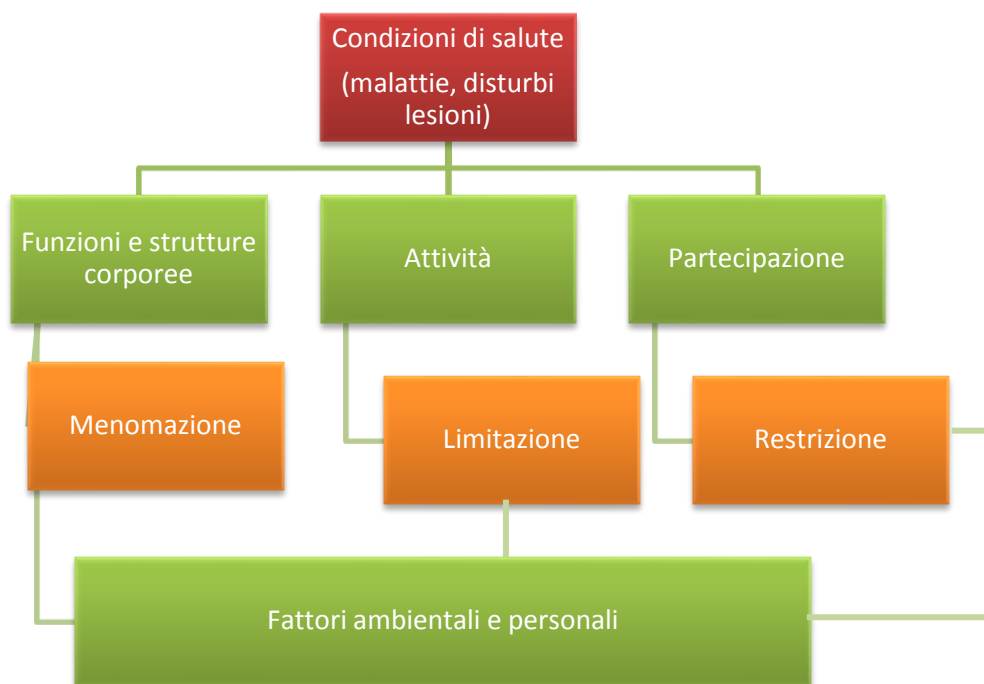 Condizioni di salute
(malattie, disturbi
lesioni)
Funzioni e strutture
corporee
Attività
Partecipazione
Menomazione
Limitazione
Restrizione
Fattori ambientali e personali